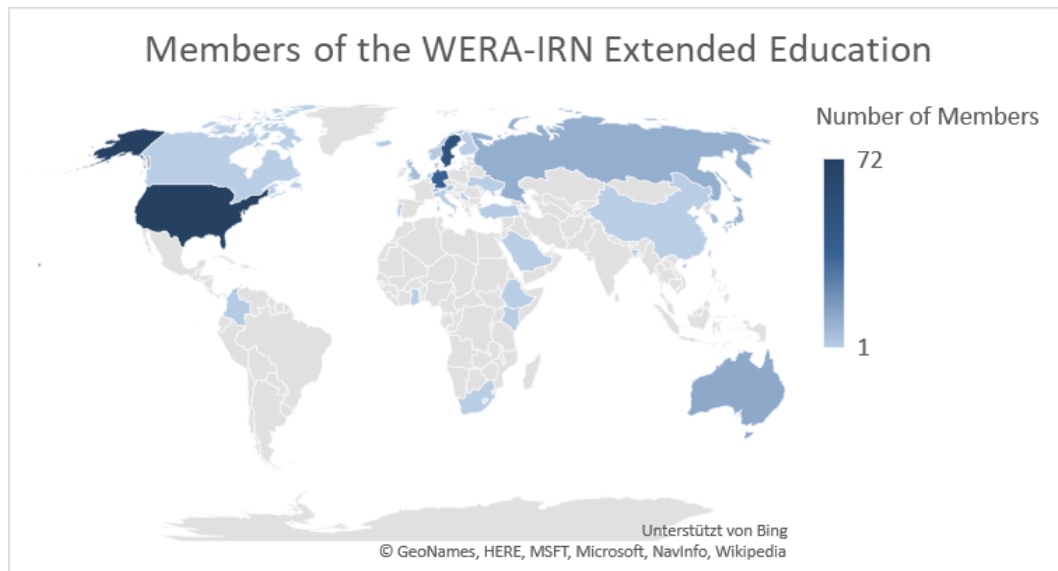 Members of the WERA-IRN Extended Education
Number of Members
72
1
Unterstützt von Bing
© GeoNames, HERE, MSFT, Microsoft, NavInfo, Wikipedia